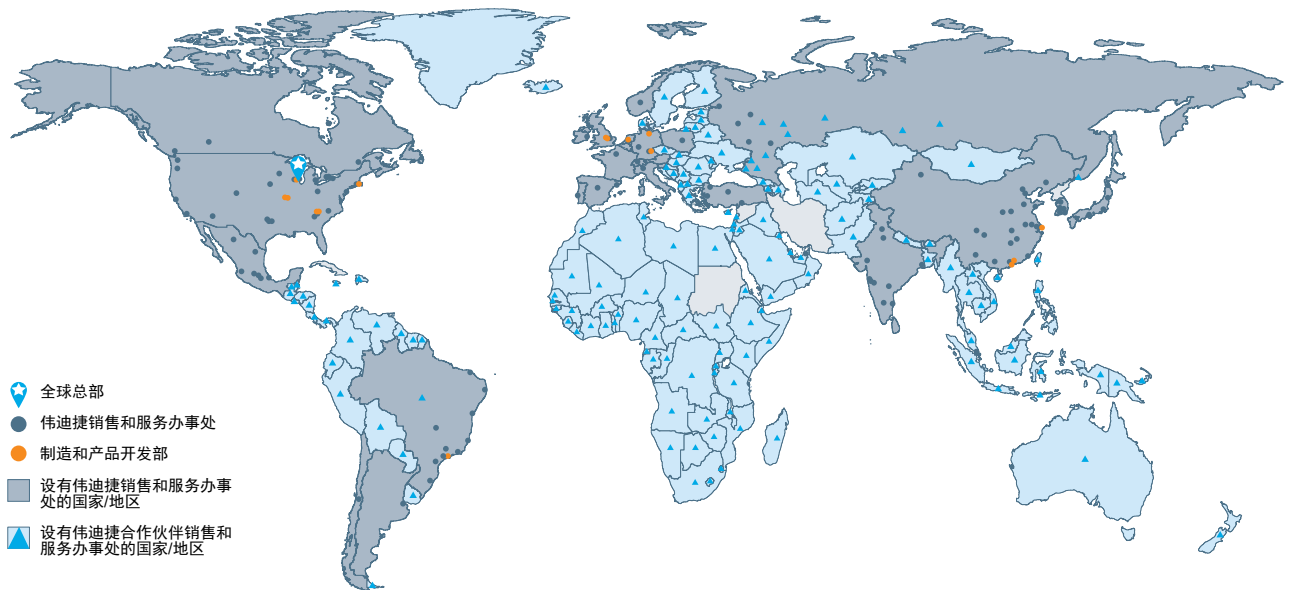 全球总部
伟迪捷销售和服务办事处
制造和产品开发部
设有伟迪捷销售和服务办事
处的国家/地区
设有伟迪捷合作伙伴销售和
服务办事处的国家/地区